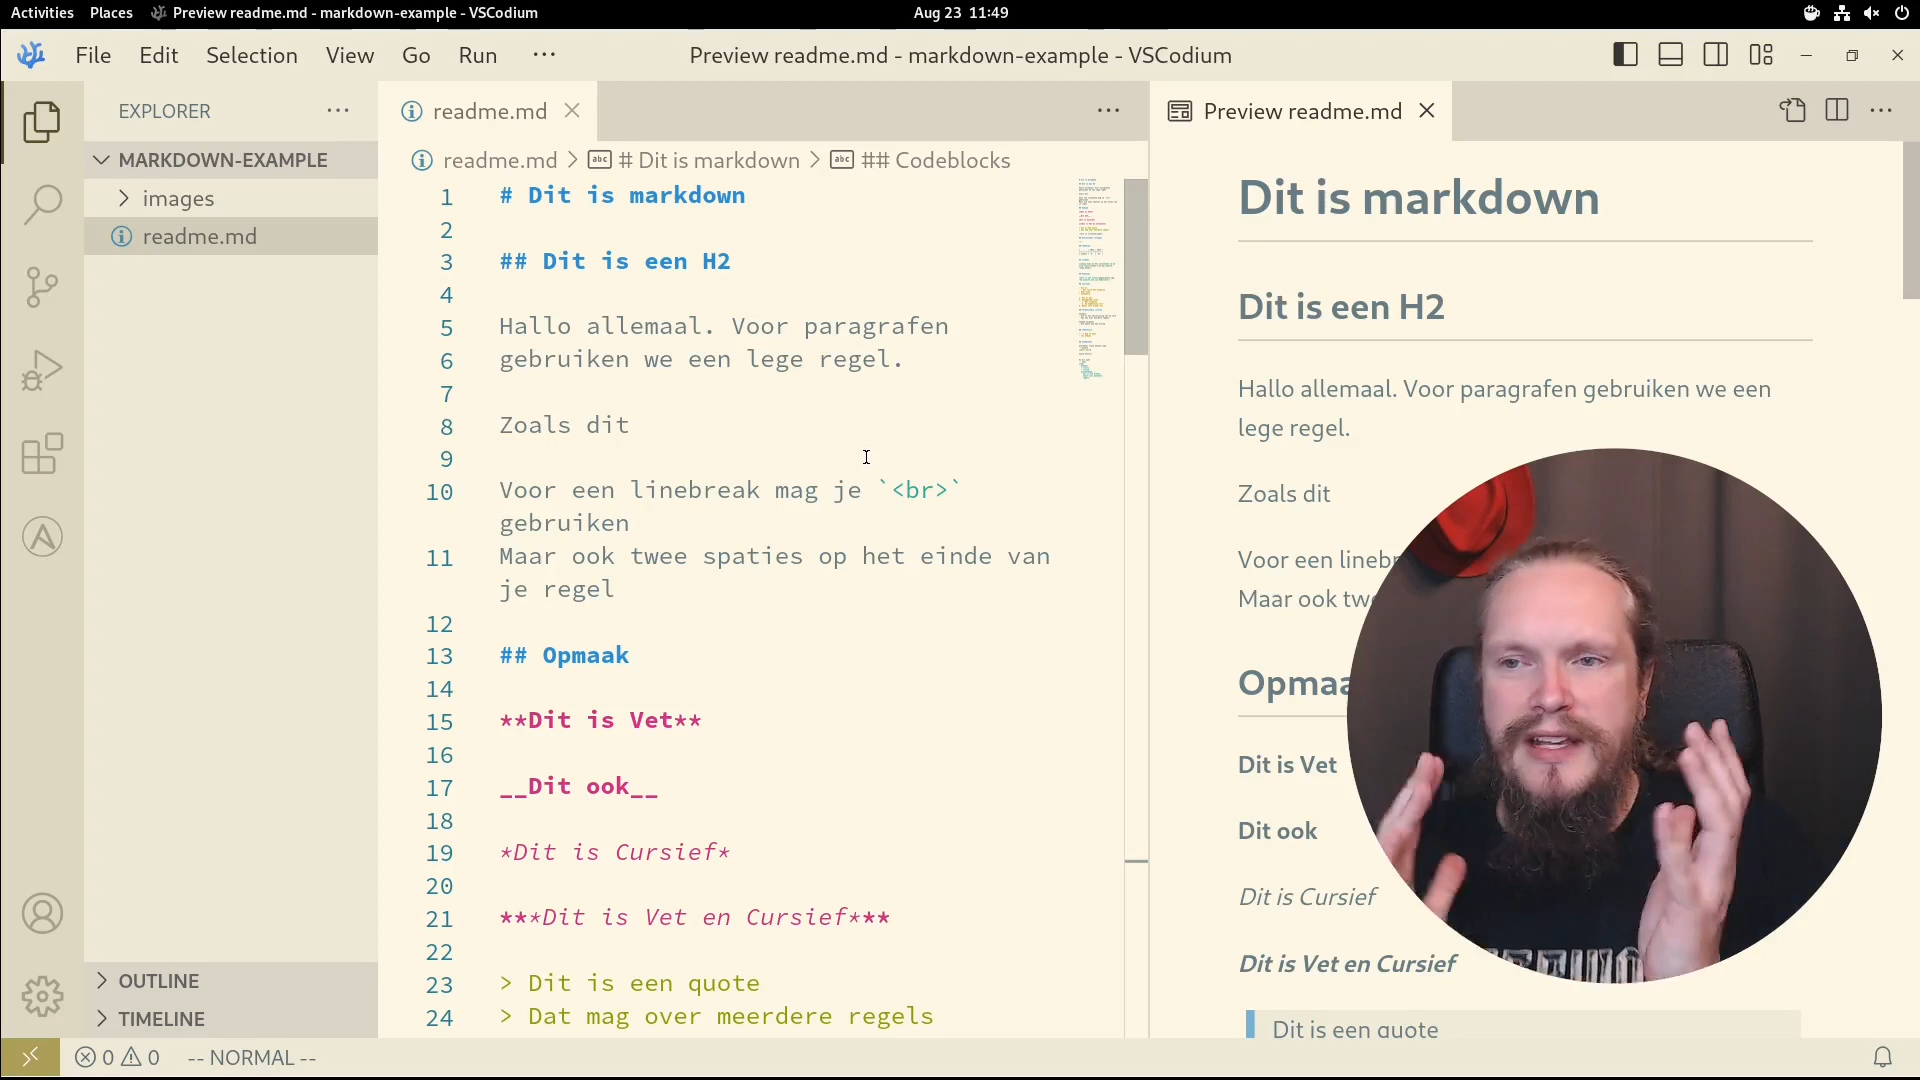 Activities Places Preview readme.md - markdown-example - VSCodium Aug 23 11:49
File Edit Selection View Go Run ··· Preview readme.md - markdown-example - VSCodium
EXPLORER ···
MARKDOWN-EXAMPLE
images
readme.md
OUTLINE
TIMELINE
readme.md ···
readme.md > # Dit is markdown > ## Codeblocks
1 # Dit is markdown
2
3 ## Dit is een H2
4
5 Hallo allemaal. Voor paragrafen
6 gebruiken we een lege regel.
7
8 Zoals dit
9
10 Voor een linebreak mag je `<br>`
gebruiken
11 Maar ook twee spaties op het einde van
je regel
12
13 ## Opmaak
14
15 **Dit is Vet**
16
17 __Dit ook__
18
19 *Dit is Cursief*
20
21 ***Dit is Vet en Cursief***
22
23 > Dit is een quote
24 > Dat mag over meerdere regels
Preview readme.md ···
Dit is markdown
Dit is een H2
Hallo allemaal. Voor paragrafen gebruiken we een
lege regel.
Zoals dit
Voor een linebr
Maar ook tw
Opmaa
Dit is Vet
Dit ook
Dit is Cursief
Dit is Vet en Cursief
Dit is een quote
0 0 -- NORMAL --